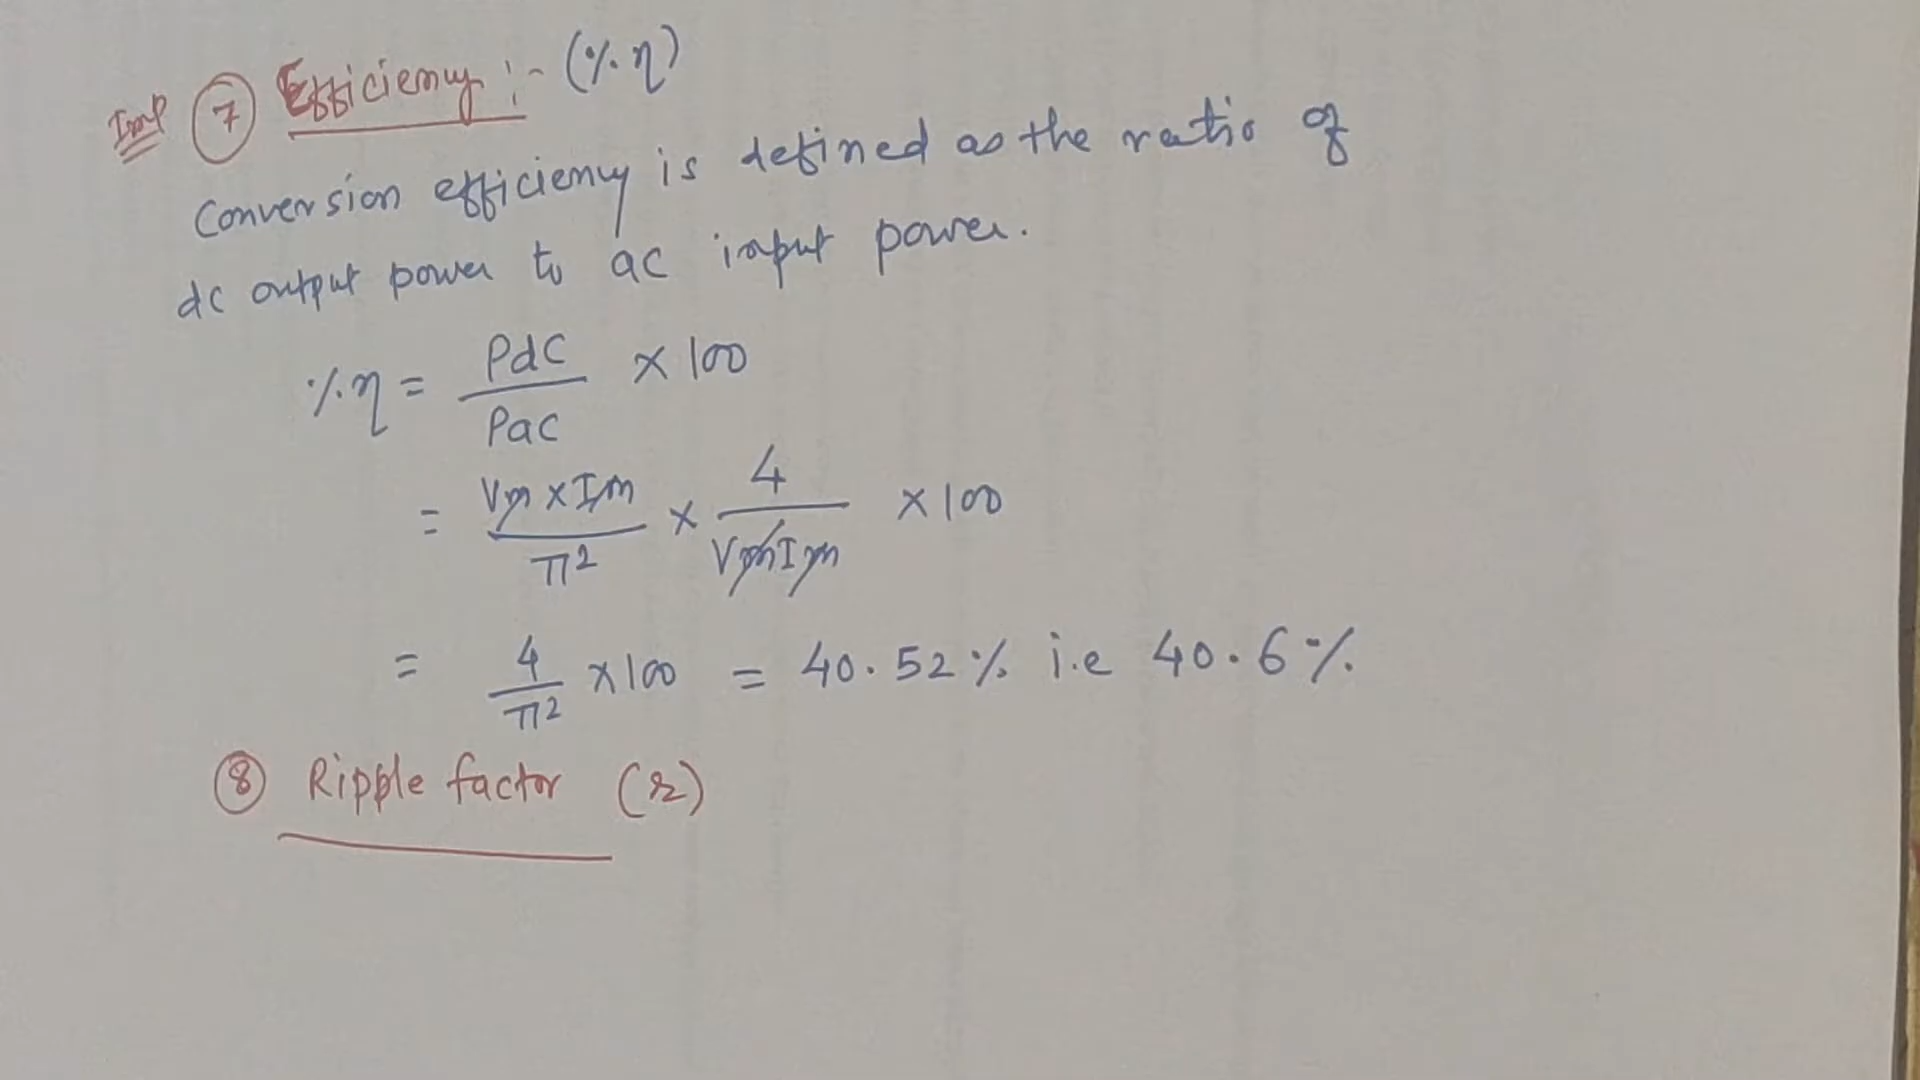 Imp ⑦ Efficiency :- (%η)
Conversion efficiency is defined as the ratio of
dc output power to ac input power.
%η = Pdc / Pac × 100
= Vm × Im / π² × 4 / VmIm × 100
= 4 / π² × 100 = 40.52% i.e 40.6%
⑧ Ripple factor (r)